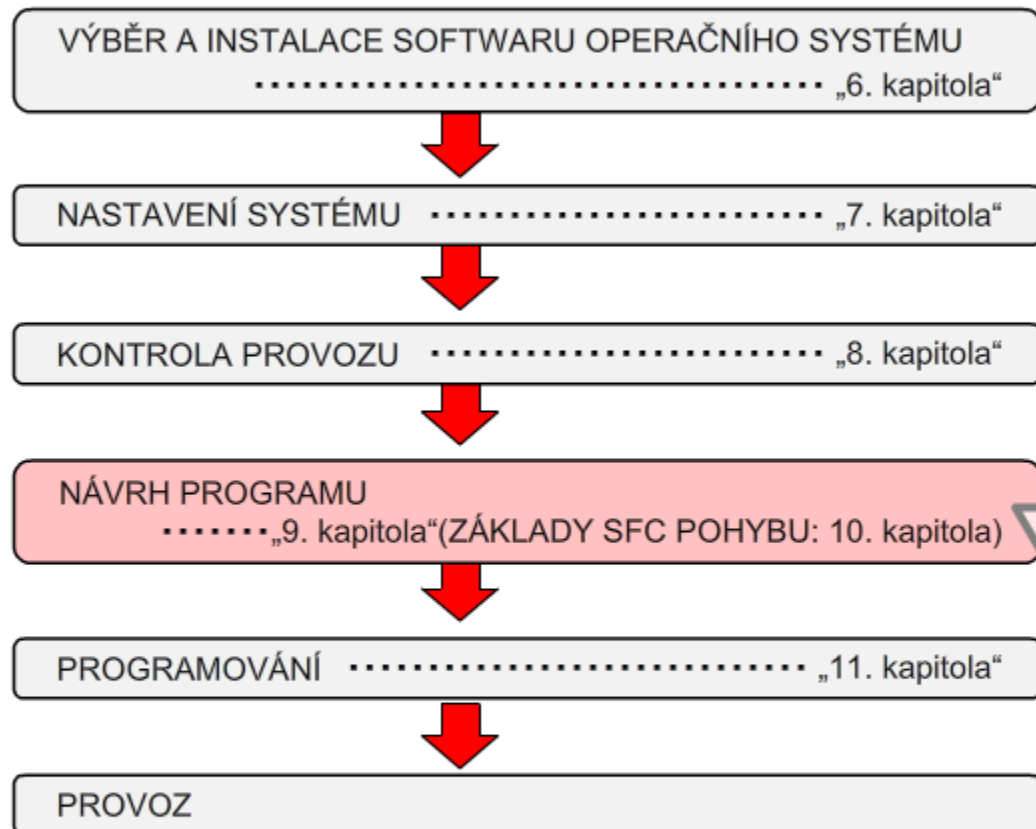 VÝBĚR A INSTALACE SOFTWARU OPERAČNÍHO SYSTÉMU
····································· „6. kapitola“
NASTAVENÍ SYSTÉMU ·························· „7. kapitola“
KONTROLA PROVOZU ·························· „8. kapitola“
NÁVRH PROGRAMU
·······„9. kapitola“(ZÁKLADY SFC POHYBU: 10. kapitola)
PROGRAMOVÁNÍ ······························ „11. kapitola“
PROVOZ